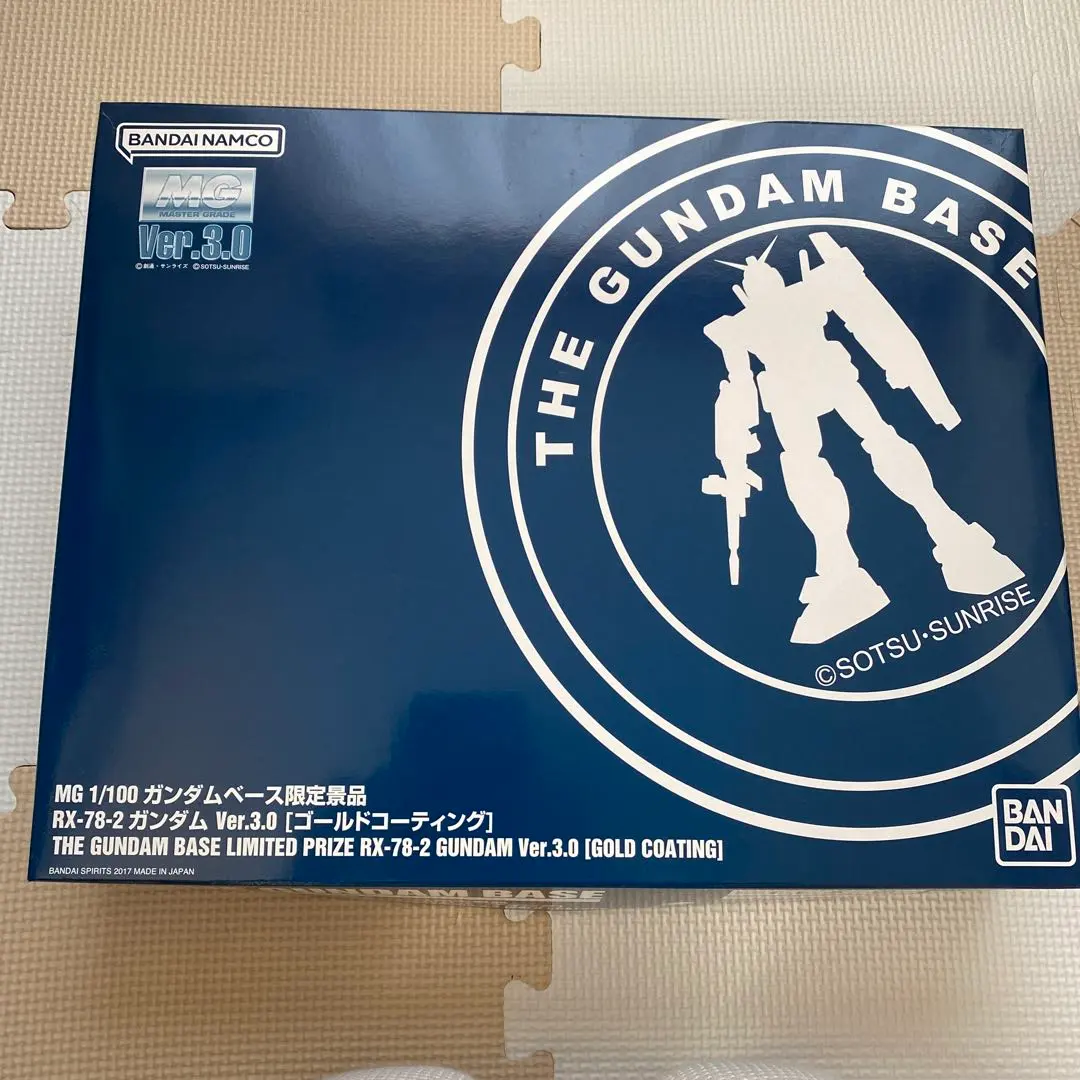 BANDAI NAMCO
MG
MASTER GRADE
Ver.3.0
©創通・サンライズ ©SOTSU・SUNRISE
THE GUNDAM BASE
©SOTSU・SUNRISE
MG 1/100 ガンダムベース限定景品
RX-78-2 ガンダム Ver.3.0 [ゴールドコーティング]
THE GUNDAM BASE LIMITED PRIZE RX-78-2 GUNDAM Ver.3.0 [GOLD COATING]
BANDAI SPIRITS 2017 MADE IN JAPAN
BAN
DAI
GUNDAM BASE